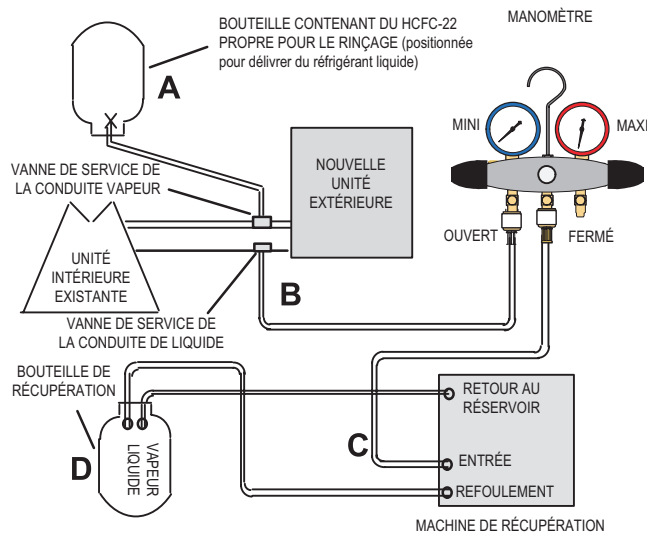 BOUTEILLE CONTENANT DU HCFC-22
PROPRE POUR LE RINÇAGE (positionnée
pour délivrer du réfrigérant liquide)
MANOMÈTRE
A
MINI
MAXI
VANNE DE SERVICE DE
LA CONDUITE VAPEUR
NOUVELLE
UNITÉ
EXTÉRIEURE
UNITÉ
INTÉRIEURE
EXISTANTE
OUVERT
FERMÉ
B
VANNE DE SERVICE DE
LA CONDUITE DE LIQUIDE
BOUTEILLE DE
RÉCUPÉRATION
RETOUR AU
RÉSERVOIR
C
D
VAPEUR
LIQUIDE
ENTRÉE
REFOULEMENT
MACHINE DE RÉCUPÉRATION